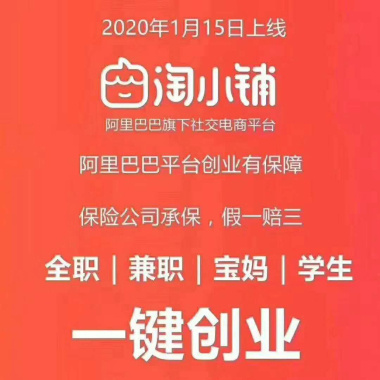 2020年1月15日上线
淘小铺
阿里巴巴旗下社交电商平台
阿里巴巴平台创业有保障
保险公司承保，假一赔三
全职｜兼职｜宝妈｜学生
一键创业